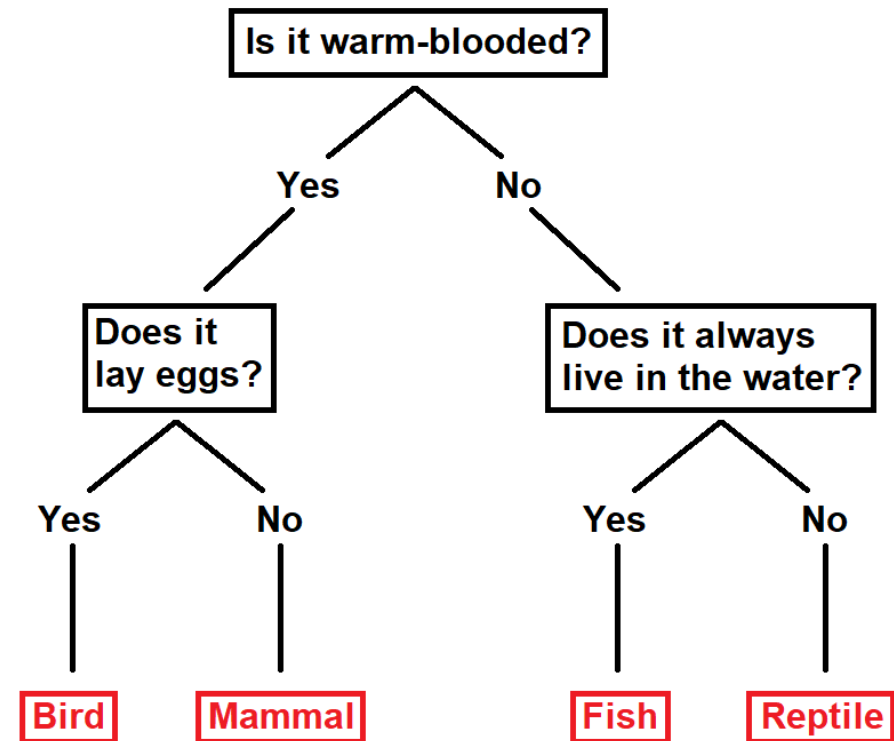 Is it warm-blooded?
Yes
No
Does it
lay eggs?
Does it always
live in the water?
Yes
No
Yes
No
Bird
Mammal
Fish
Reptile